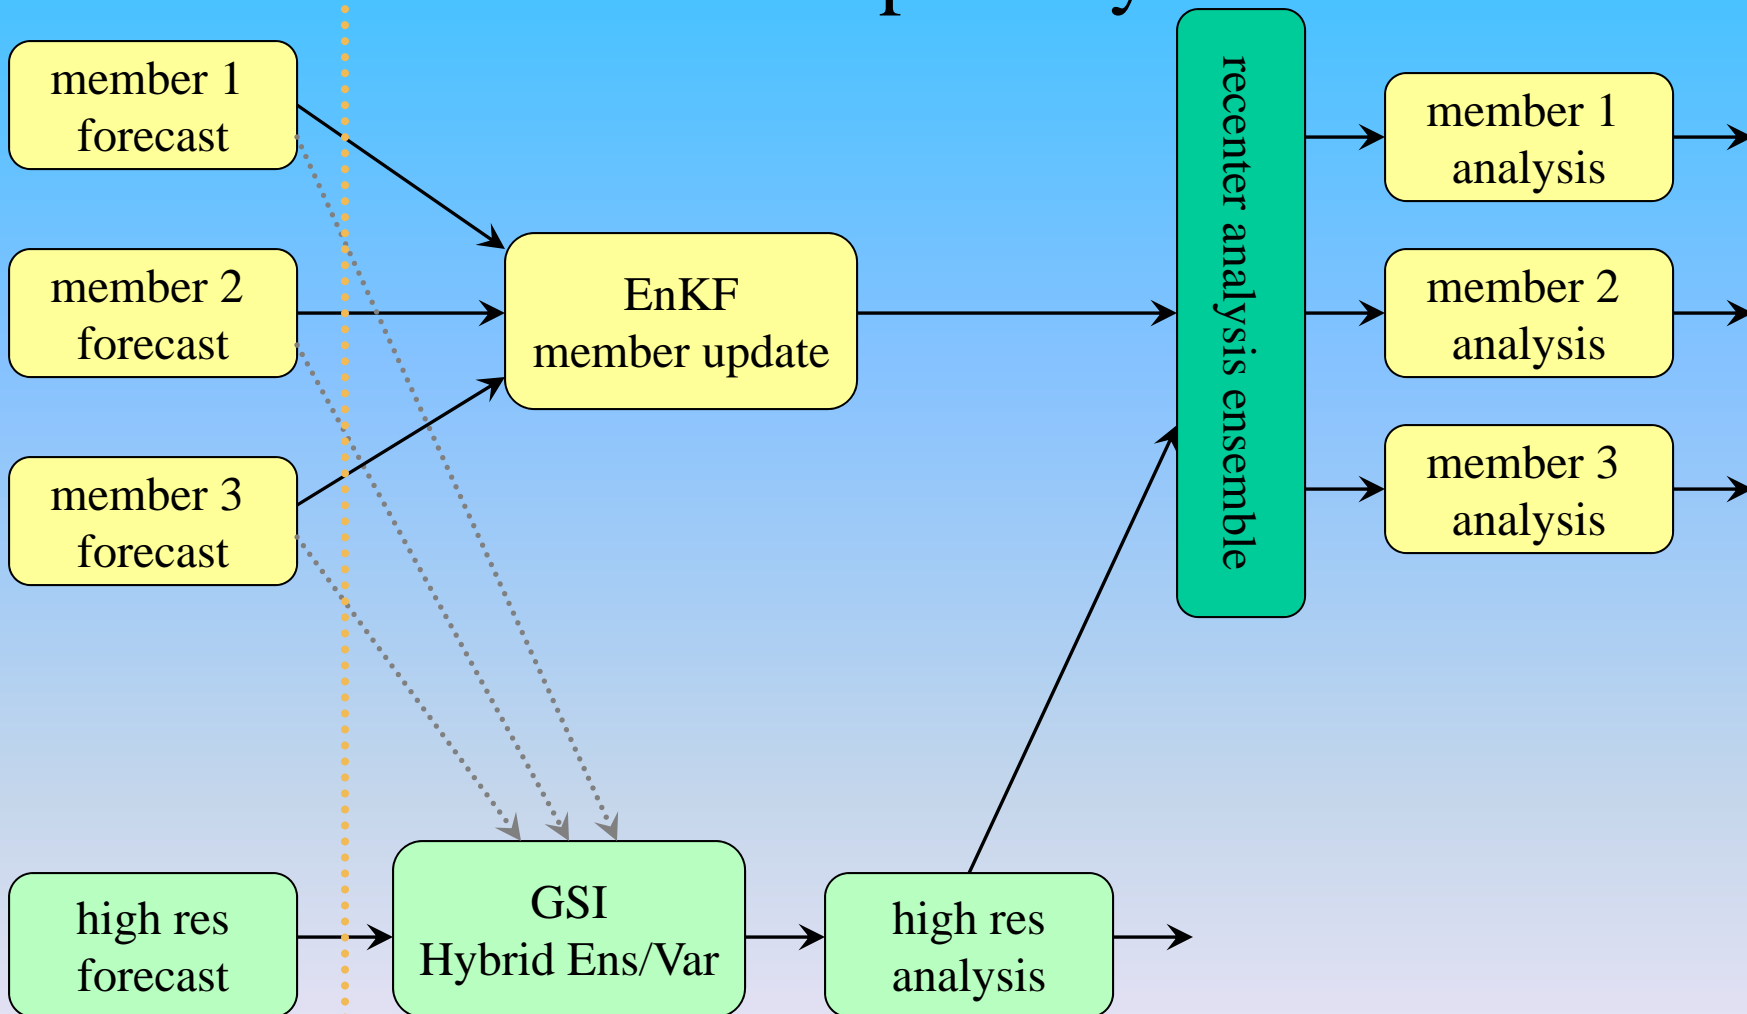 member 1
forecast
member 2
forecast
member 3
forecast
EnKF
member update
recenter analysis ensemble
member 1
analysis
member 2
analysis
member 3
analysis
high res
forecast
GSI
Hybrid Ens/Var
high res
analysis